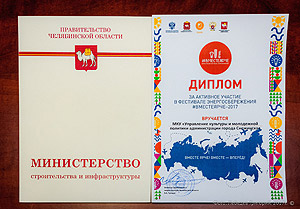 ПРАВИТЕЛЬСТВО
ЧЕЛЯБИНСКОЙ ОБЛАСТИ
МИНИСТЕРСТВО
строительства и инфраструктуры
#ВМЕСТЕЯРЧЕ
ДИПЛОМ
ЗА АКТИВНОЕ УЧАСТИЕ
В ФЕСТИВАЛЕ ЭНЕРГОСБЕРЕЖЕНИЯ
#ВМЕСТЕЯРЧЕ-2017
ВРУЧАЕТСЯ
МКУ «Управление культуры и молодежной
политики администрации города Снежинска»
ВМЕСТЕ ЯРЧЕ! ВМЕСТЕ — ВПЕРЕД!